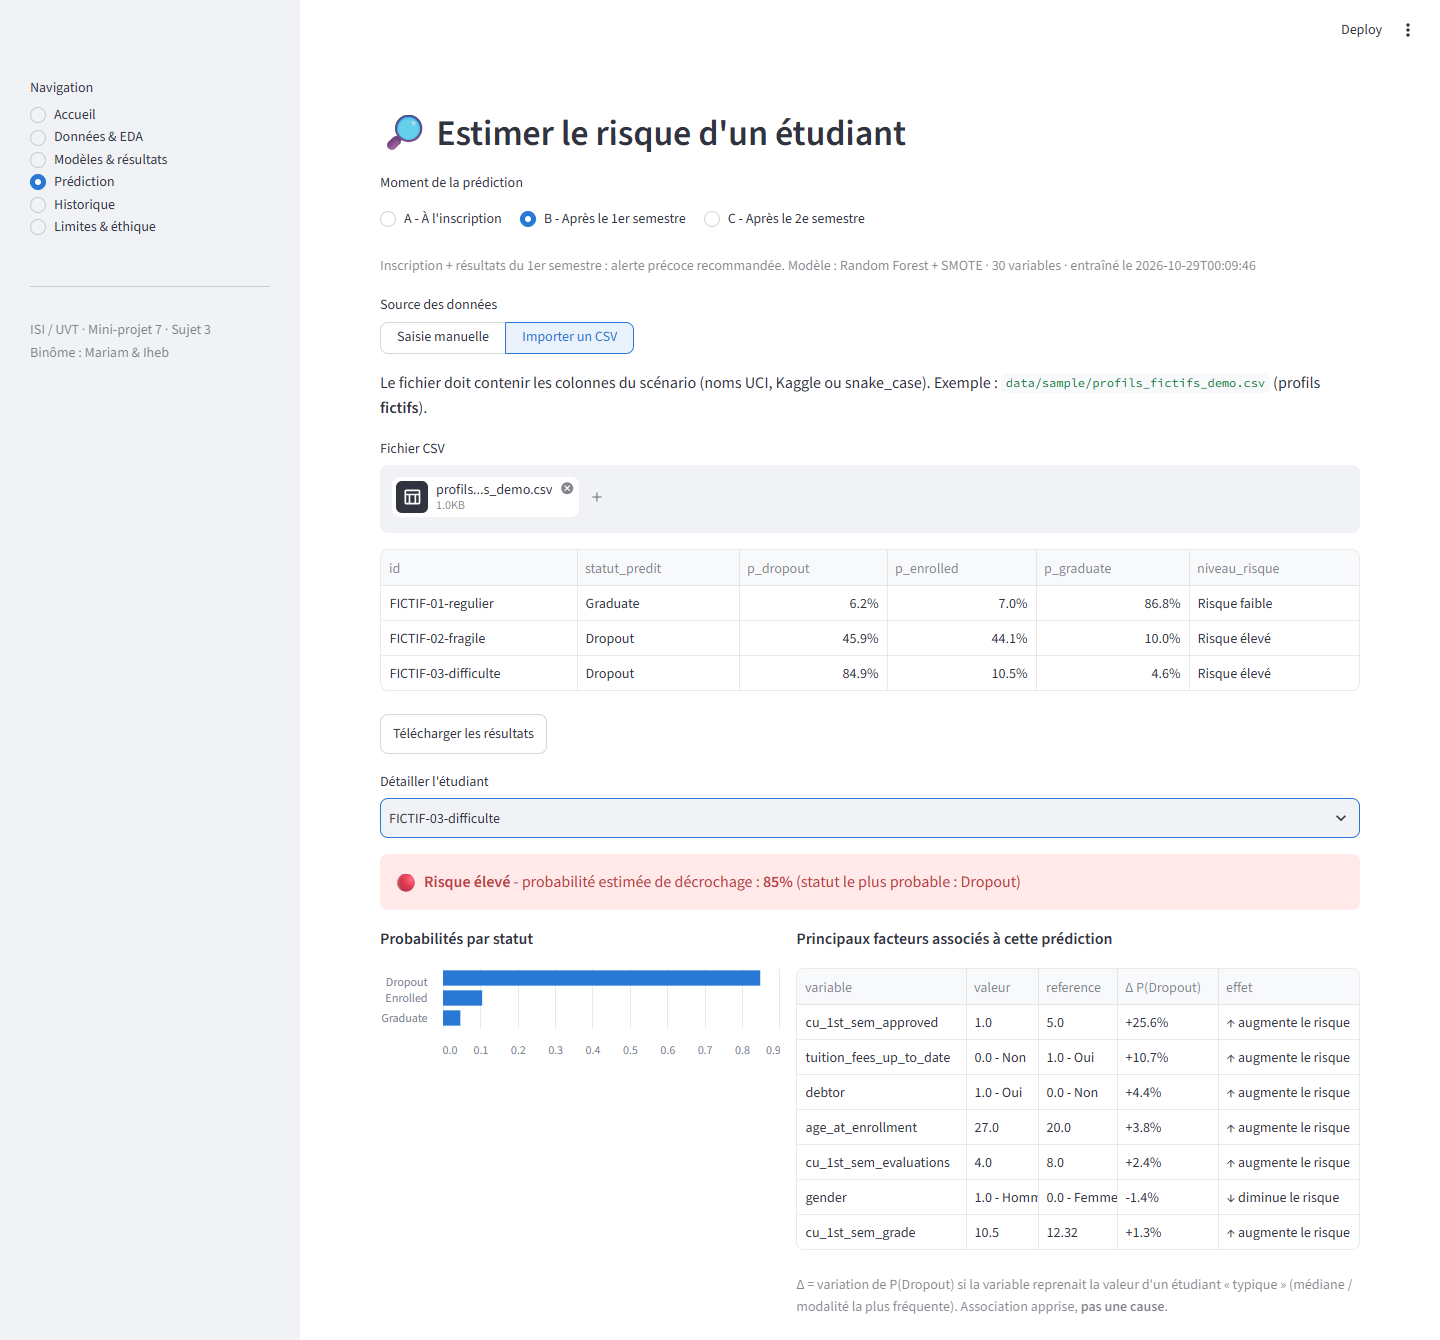 Deploy
Navigation
Accueil
Données & EDA
Modèles & résultats
Prédiction
Historique
Limites & éthique
ISI / UVT · Mini-projet 7 · Sujet 3
Binôme : Mariam & Iheb
Estimer le risque d'un étudiant
Moment de la prédiction
A - À l'inscription B - Après le 1er semestre C - Après le 2e semestre
Inscription + résultats du 1er semestre : alerte précoce recommandée. Modèle : Random Forest + SMOTE · 30 variables · entraîné le 2026-10-29T00:09:46
Source des données
Saisie manuelle Importer un CSV
Le fichier doit contenir les colonnes du scénario (noms UCI, Kaggle ou snake_case). Exemple : data/sample/profils_fictifs_demo.csv (profils
fictifs).
Fichier CSV
profils...s_demo.csv
1.0KB
id statut_predit p_dropout p_enrolled p_graduate niveau_risque
FICTIF-01-regulier Graduate 6.2% 7.0% 86.8% Risque faible
FICTIF-02-fragile Dropout 45.9% 44.1% 10.0% Risque élevé
FICTIF-03-difficulte Dropout 84.9% 10.5% 4.6% Risque élevé
Télécharger les résultats
Détailler l'étudiant
FICTIF-03-difficulte
Risque élevé - probabilité estimée de décrochage : 85% (statut le plus probable : Dropout)
Probabilités par statut
Dropout
Enrolled
Graduate
0.0 0.1 0.2 0.3 0.4 0.5 0.6 0.7 0.8 0.9
Principaux facteurs associés à cette prédiction
variable valeur reference Δ P(Dropout) effet
cu_1st_sem_approved 1.0 5.0 +25.6% ↑ augmente le risque
tuition_fees_up_to_date 0.0 - Non 1.0 - Oui +10.7% ↑ augmente le risque
debtor 1.0 - Oui 0.0 - Non +4.4% ↑ augmente le risque
age_at_enrollment 27.0 20.0 +3.8% ↑ augmente le risque
cu_1st_sem_evaluations 4.0 8.0 +2.4% ↑ augmente le risque
gender 1.0 - Homm 0.0 - Femme -1.4% ↓ diminue le risque
cu_1st_sem_grade 10.5 12.32 +1.3% ↑ augmente le risque
Δ = variation de P(Dropout) si la variable reprenait la valeur d'un étudiant « typique » (médiane /
modalité la plus fréquente). Association apprise, pas une cause.